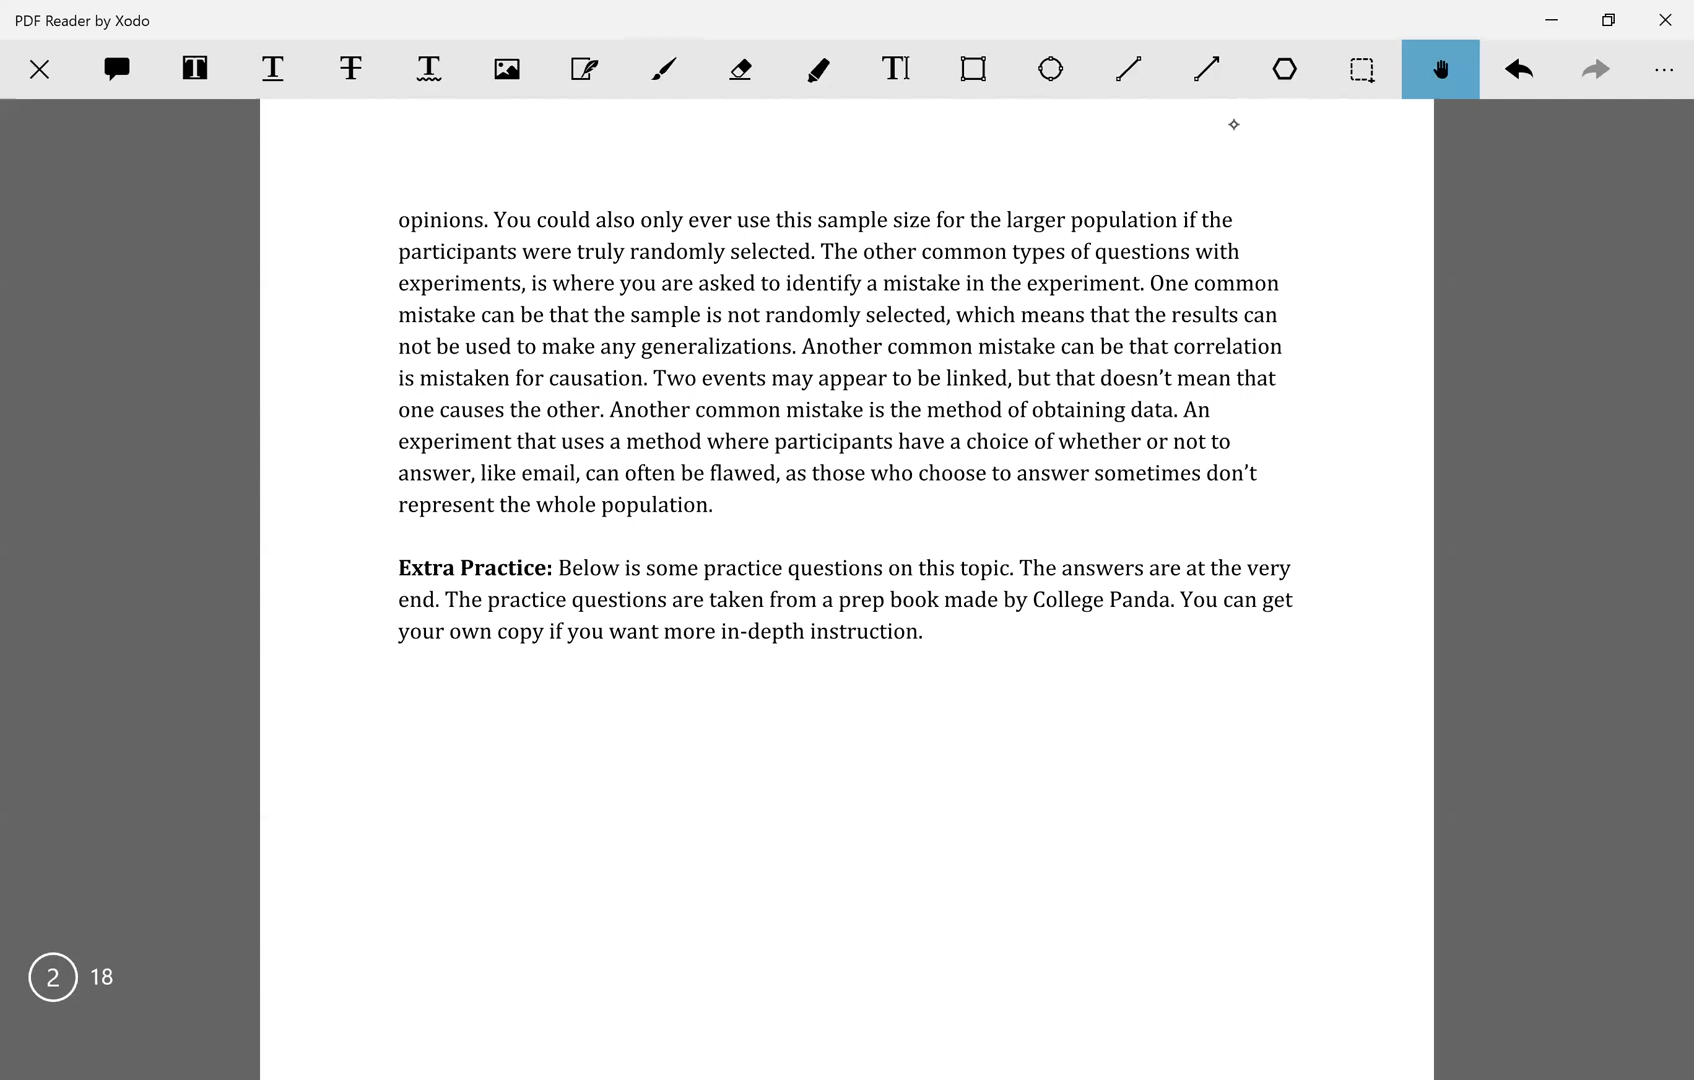 PDF Reader by Xodo
opinions. You could also only ever use this sample size for the larger population if the
participants were truly randomly selected. The other common types of questions with
experiments, is where you are asked to identify a mistake in the experiment. One common
mistake can be that the sample is not randomly selected, which means that the results can
not be used to make any generalizations. Another common mistake can be that correlation
is mistaken for causation. Two events may appear to be linked, but that doesn’t mean that
one causes the other. Another common mistake is the method of obtaining data. An
experiment that uses a method where participants have a choice of whether or not to
answer, like email, can often be flawed, as those who choose to answer sometimes don’t
represent the whole population.
Extra Practice: Below is some practice questions on this topic. The answers are at the very
end. The practice questions are taken from a prep book made by College Panda. You can get
your own copy if you want more in-depth instruction.
2 18